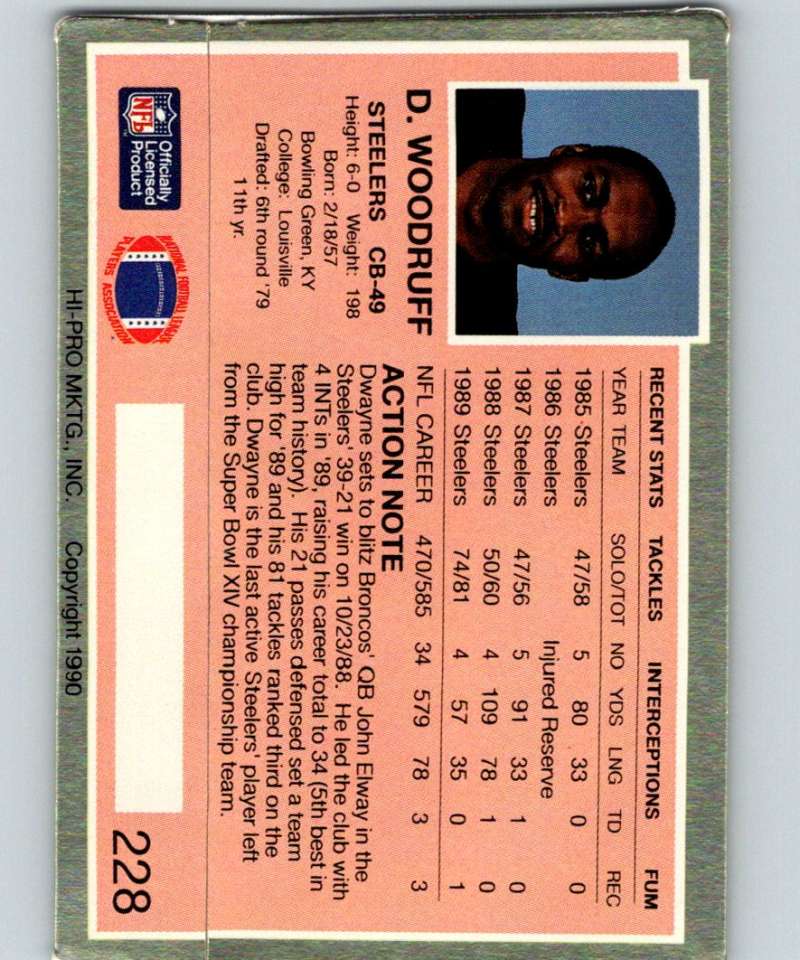 D. WOODRUFF
STEELERS CB-49
Height: 6-0 Weight: 198
Born: 2/18/57
Bowling Green, KY
College: Louisville
Drafted: 6th round '79
11th yr.
RECENT STATS TACKLES INTERCEPTIONS FUM
YEAR TEAM SOLO/TOT NO YDS LNG TD REC
1985 Steelers 47/58 5 80 33 0 0
1986 Steelers Injured Reserve
1987 Steelers 47/56 5 91 33 1 0
1988 Steelers 50/60 4 109 78 1 0
1989 Steelers 74/81 4 57 35 0 1
NFL CAREER 470/585 34 579 78 3 3
ACTION NOTE
Dwayne sets to blitz Broncos' QB John Elway in the
Steelers' 39-21 win on 10/23/88. He led the club with
4 INTs in '89, raising his career total to 34 (5th best in
team history). His 21 passes defensed set a team
high for '89 and his 81 tackles ranked third on the
club. Dwayne is the last active Steelers' player left
from the Super Bowl XIV championship team.
NFL
TM
Officially
Licensed
Product
NATIONAL FOOTBALL LEAGUE
PLAYERS ASSOCIATION
228
HI-PRO MKTG., INC. Copyright 1990